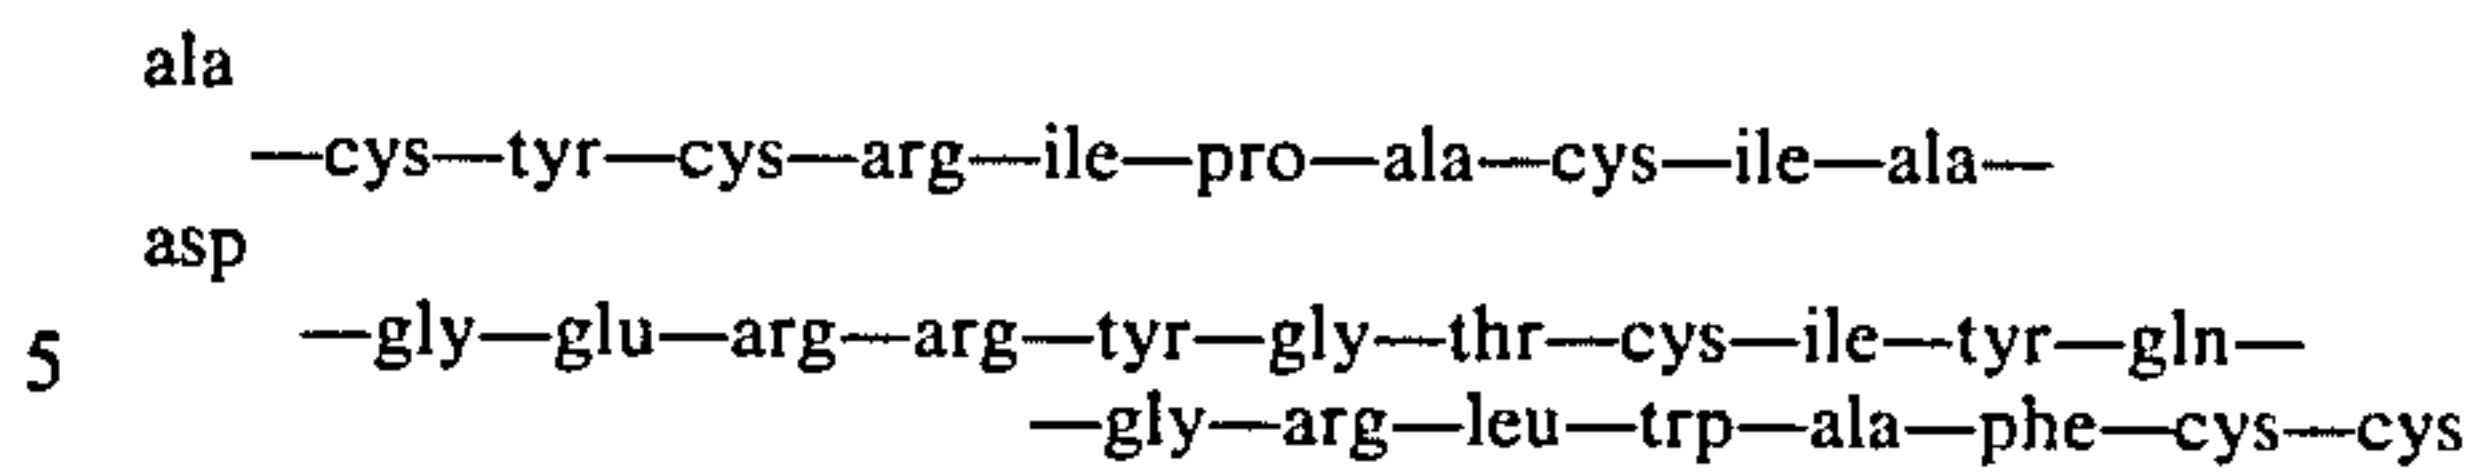 ala
—cys—tyr—cys—arg—ile—pro—ala—cys—ile—ala—
asp
5 —gly—glu—arg—arg—tyr—gly—thr—cys—ile—tyr—gln—
—gly—arg—leu—trp—ala—phe—cys—cys